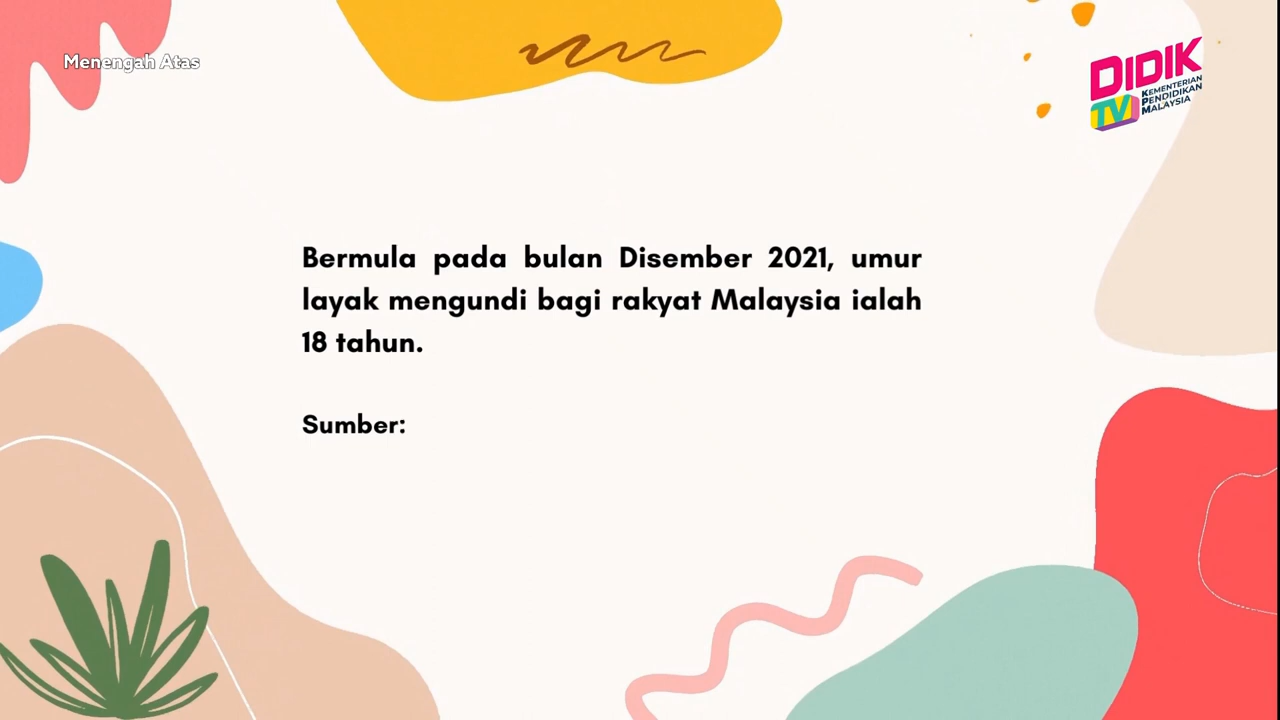 Menengah Atas
DIDIK
TV
KEMENTERIAN
PENDIDIKAN
MALAYSIA
Bermula pada bulan Disember 2021, umur
layak mengundi bagi rakyat Malaysia ialah
18 tahun.
Sumber: